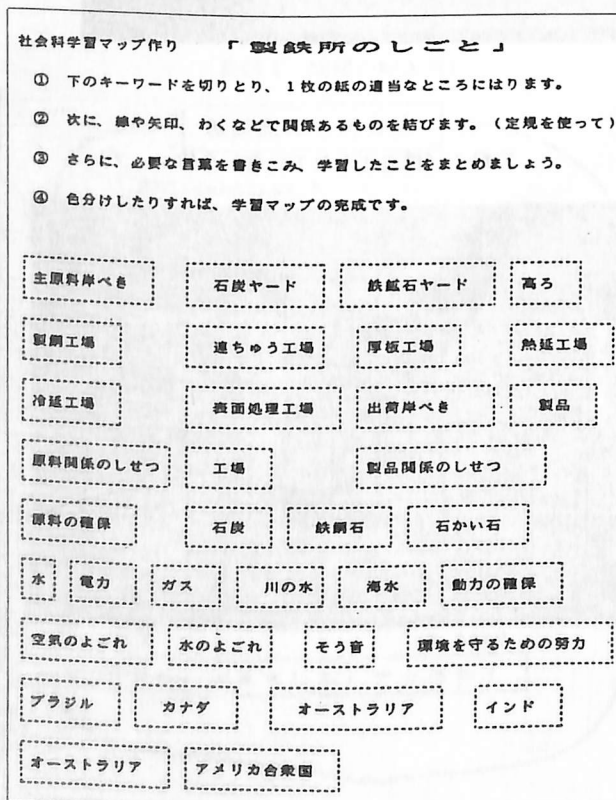 社会科学習マップ作り 「製鉄所のしごと」
① 下のキーワードを切りとり、1枚の紙の適当なところにはります。
② 次に、線や矢印、わくなどで関係あるものを結びます。(定規を使って)
③ さらに、必要な言葉を書きこみ、学習したことをまとめましょう。
④ 色分けしたりすれば、学習マップの完成です。
主原料岸べき 石炭ヤード 鉄鉱石ヤード 高ろ
製鋼工場 連ちゅう工場 厚板工場 熱延工場
冷延工場 表面処理工場 出荷岸べき 製品
原料関係のしせつ 工場 製品関係のしせつ
原料の確保 石炭 鉄鋼石 石かい石
水 電力 ガス 川の水 海水 動力の確保
空気のよごれ 水のよごれ そう音 環境を守るための努力
ブラジル カナダ オーストラリア インド
オーストラリア アメリカ合衆国